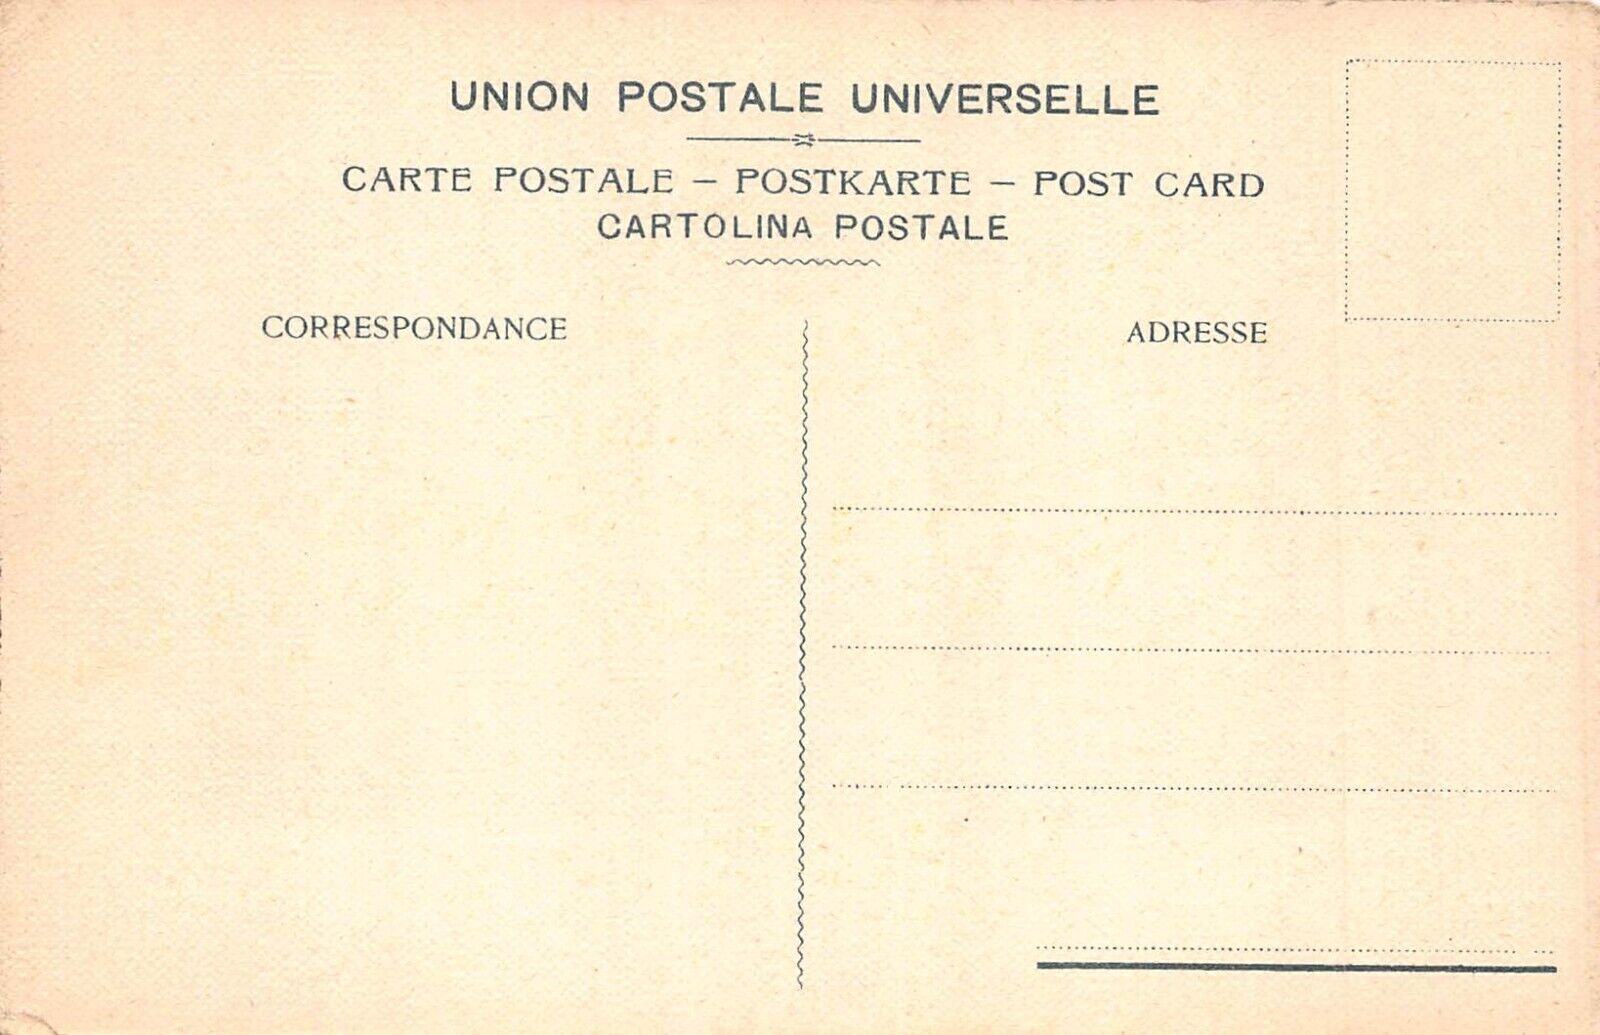 UNION POSTALE UNIVERSELLE
CARTE POSTALE – POSTKARTE – POST CARD
CARTOLINA POSTALE
CORRESPONDANCE
ADRESSE